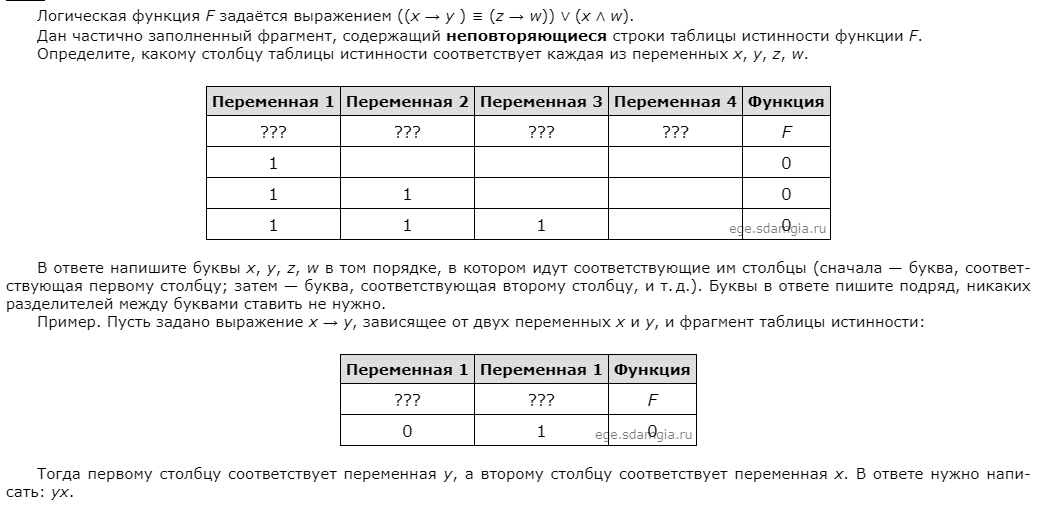 Логическая функция F задаётся выражением ((x → y ) ≡ (z → w)) ∨ (x ∧ w).
Дан частично заполненный фрагмент, содержащий неповторяющиеся строки таблицы истинности функции F.
Определите, какому столбцу таблицы истинности соответствует каждая из переменных x, y, z, w.
Переменная 1 Переменная 2 Переменная 3 Переменная 4 Функция
??? ??? ??? ??? F
1 0
1 1 0
1 1 1 0
ege.sdamgia.ru
В ответе напишите буквы x, y, z, w в том порядке, в котором идут соответствующие им столбцы (сначала — буква, соответ-
ствующая первому столбцу; затем — буква, соответствующая второму столбцу, и т. д.). Буквы в ответе пишите подряд, никаких
разделителей между буквами ставить не нужно.
Пример. Пусть задано выражение x → y, зависящее от двух переменных x и y, и фрагмент таблицы истинности:
Переменная 1 Переменная 1 Функция
??? ??? F
0 1 0
ege.sdamgia.ru
Тогда первому столбцу соответствует переменная y, а второму столбцу соответствует переменная x. В ответе нужно напи-
сать: yx.